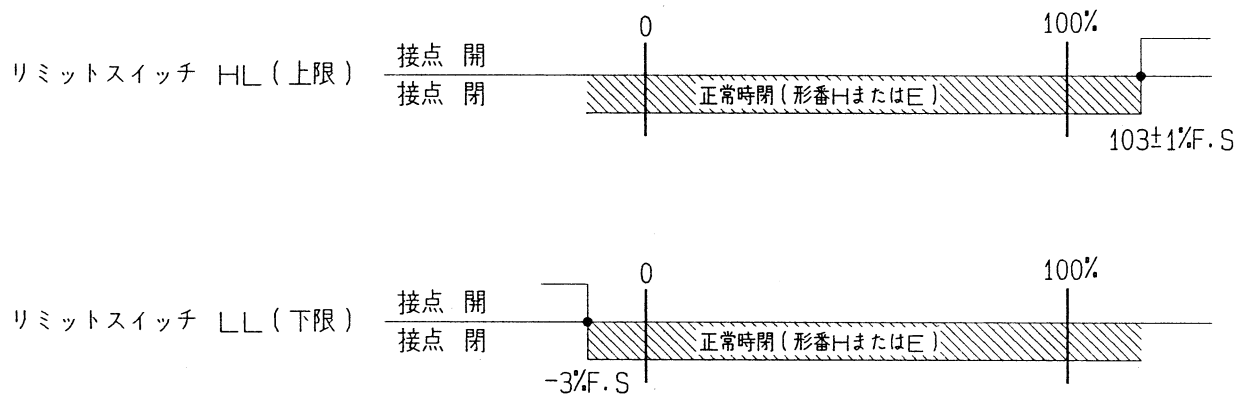 0
100%
リミットスイッチ HL(上限)
接点 開
接点 閉
正常時閉(形番HまたはE)
103±1%F.S
0
100%
リミットスイッチ LL(下限)
接点 開
接点 閉
正常時閉(形番HまたはE)
-3%F.S